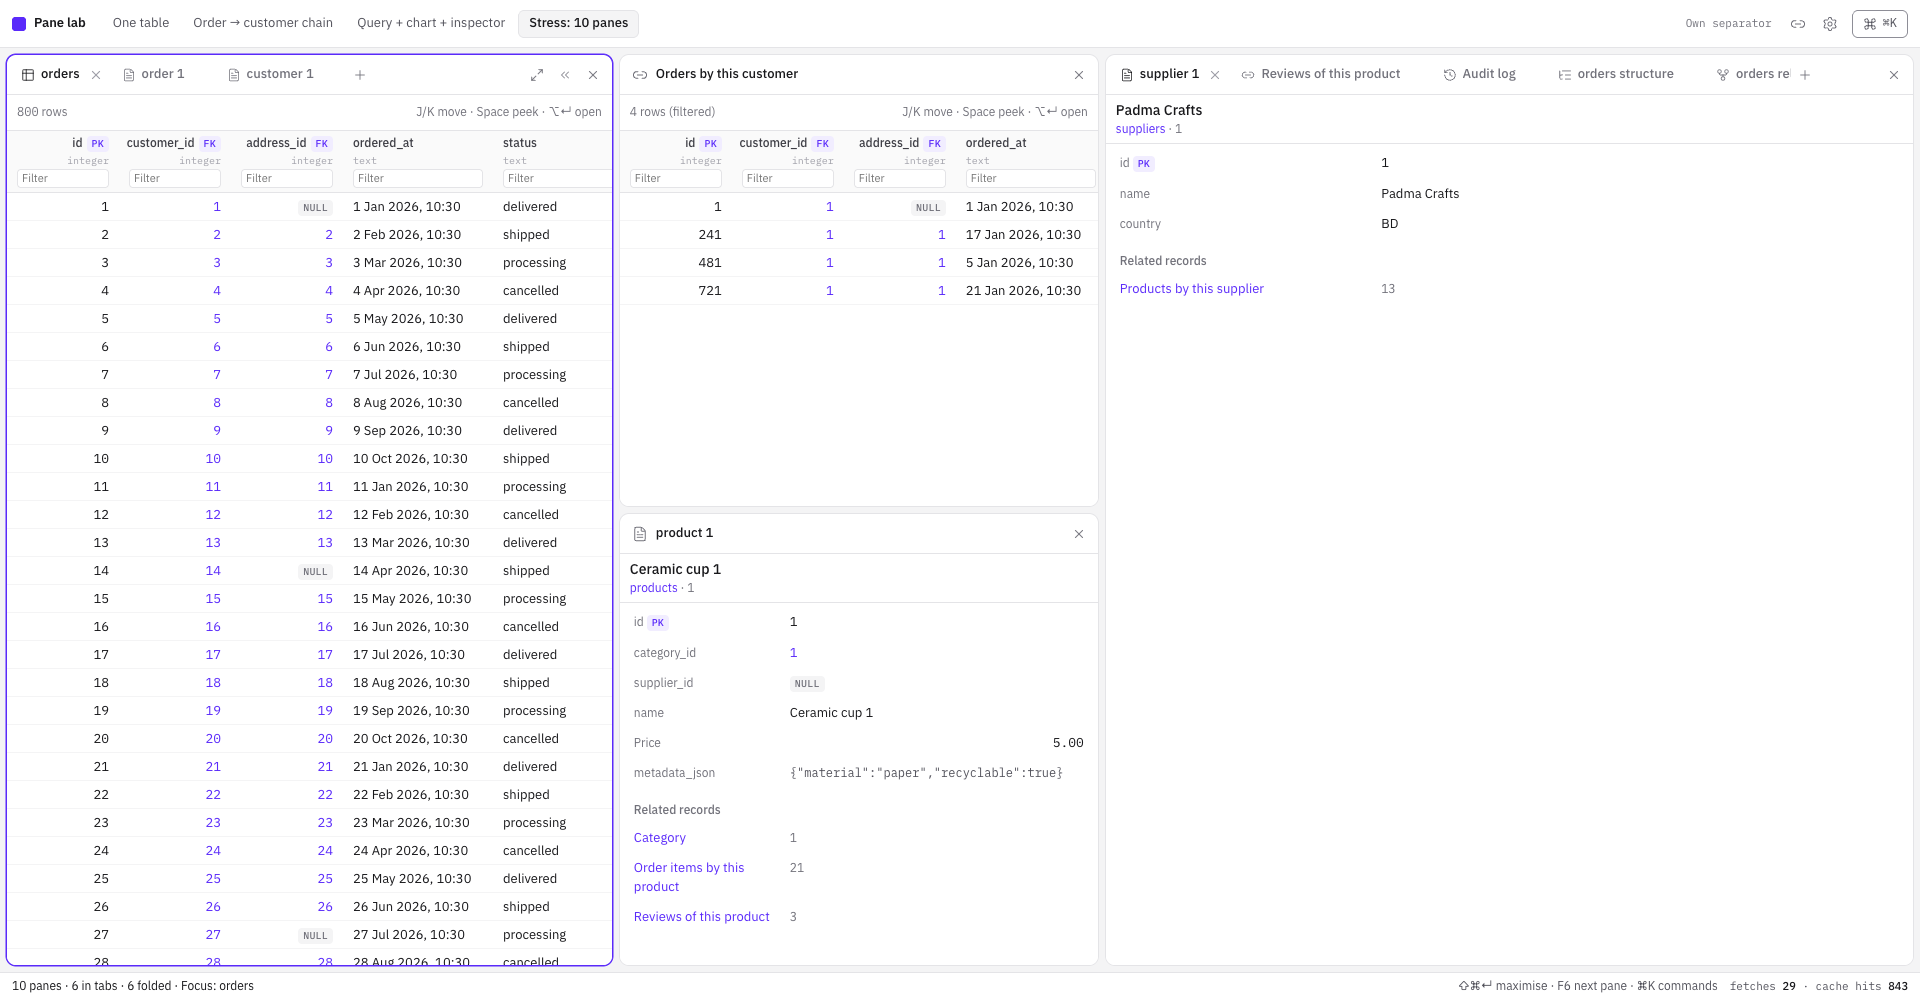 Pane lab One table Order → customer chain Query + chart + inspector Stress: 10 panes Own separator ⌘ ⌘K
orders order 1 customer 1
800 rows J/K move · Space peek · ⌥↵ open
id PK customer_id FK address_id FK ordered_at status
integer integer integer text text
Filter Filter Filter Filter Filter
1 1 NULL 1 Jan 2026, 10:30 delivered
2 2 2 2 Feb 2026, 10:30 shipped
3 3 3 3 Mar 2026, 10:30 processing
4 4 4 4 Apr 2026, 10:30 cancelled
5 5 5 5 May 2026, 10:30 delivered
6 6 6 6 Jun 2026, 10:30 shipped
7 7 7 7 Jul 2026, 10:30 processing
8 8 8 8 Aug 2026, 10:30 cancelled
9 9 9 9 Sep 2026, 10:30 delivered
10 10 10 10 Oct 2026, 10:30 shipped
11 11 11 11 Jan 2026, 10:30 processing
12 12 12 12 Feb 2026, 10:30 cancelled
13 13 13 13 Mar 2026, 10:30 delivered
14 14 NULL 14 Apr 2026, 10:30 shipped
15 15 15 15 May 2026, 10:30 processing
16 16 16 16 Jun 2026, 10:30 cancelled
17 17 17 17 Jul 2026, 10:30 delivered
18 18 18 18 Aug 2026, 10:30 shipped
19 19 19 19 Sep 2026, 10:30 processing
20 20 20 20 Oct 2026, 10:30 cancelled
21 21 21 21 Jan 2026, 10:30 delivered
22 22 22 22 Feb 2026, 10:30 shipped
23 23 23 23 Mar 2026, 10:30 processing
24 24 24 24 Apr 2026, 10:30 cancelled
25 25 25 25 May 2026, 10:30 delivered
26 26 26 26 Jun 2026, 10:30 shipped
27 27 NULL 27 Jul 2026, 10:30 processing
28 28 28 28 Aug 2026, 10:30 cancelled
Orders by this customer
4 rows (filtered) J/K move · Space peek · ⌥↵ open
id PK customer_id FK address_id FK ordered_at
integer integer integer text
Filter Filter Filter Filter
1 1 NULL 1 Jan 2026, 10:30
241 1 1 17 Jan 2026, 10:30
481 1 1 5 Jan 2026, 10:30
721 1 1 21 Jan 2026, 10:30
product 1
Ceramic cup 1
products · 1
id PK 1
category_id 1
supplier_id NULL
name Ceramic cup 1
Price 5.00
metadata_json {"material":"paper","recyclable":true}
Related records
Category 1
Order items by this
product 21
Reviews of this product 3
supplier 1 Reviews of this product Audit log orders structure orders rel
Padma Crafts
suppliers · 1
id PK 1
name Padma Crafts
country BD
Related records
Products by this supplier 13
10 panes · 6 in tabs · 6 folded · Focus: orders ⇧⌘↵ maximise · F6 next pane · ⌘K commands fetches 29 · cache hits 843